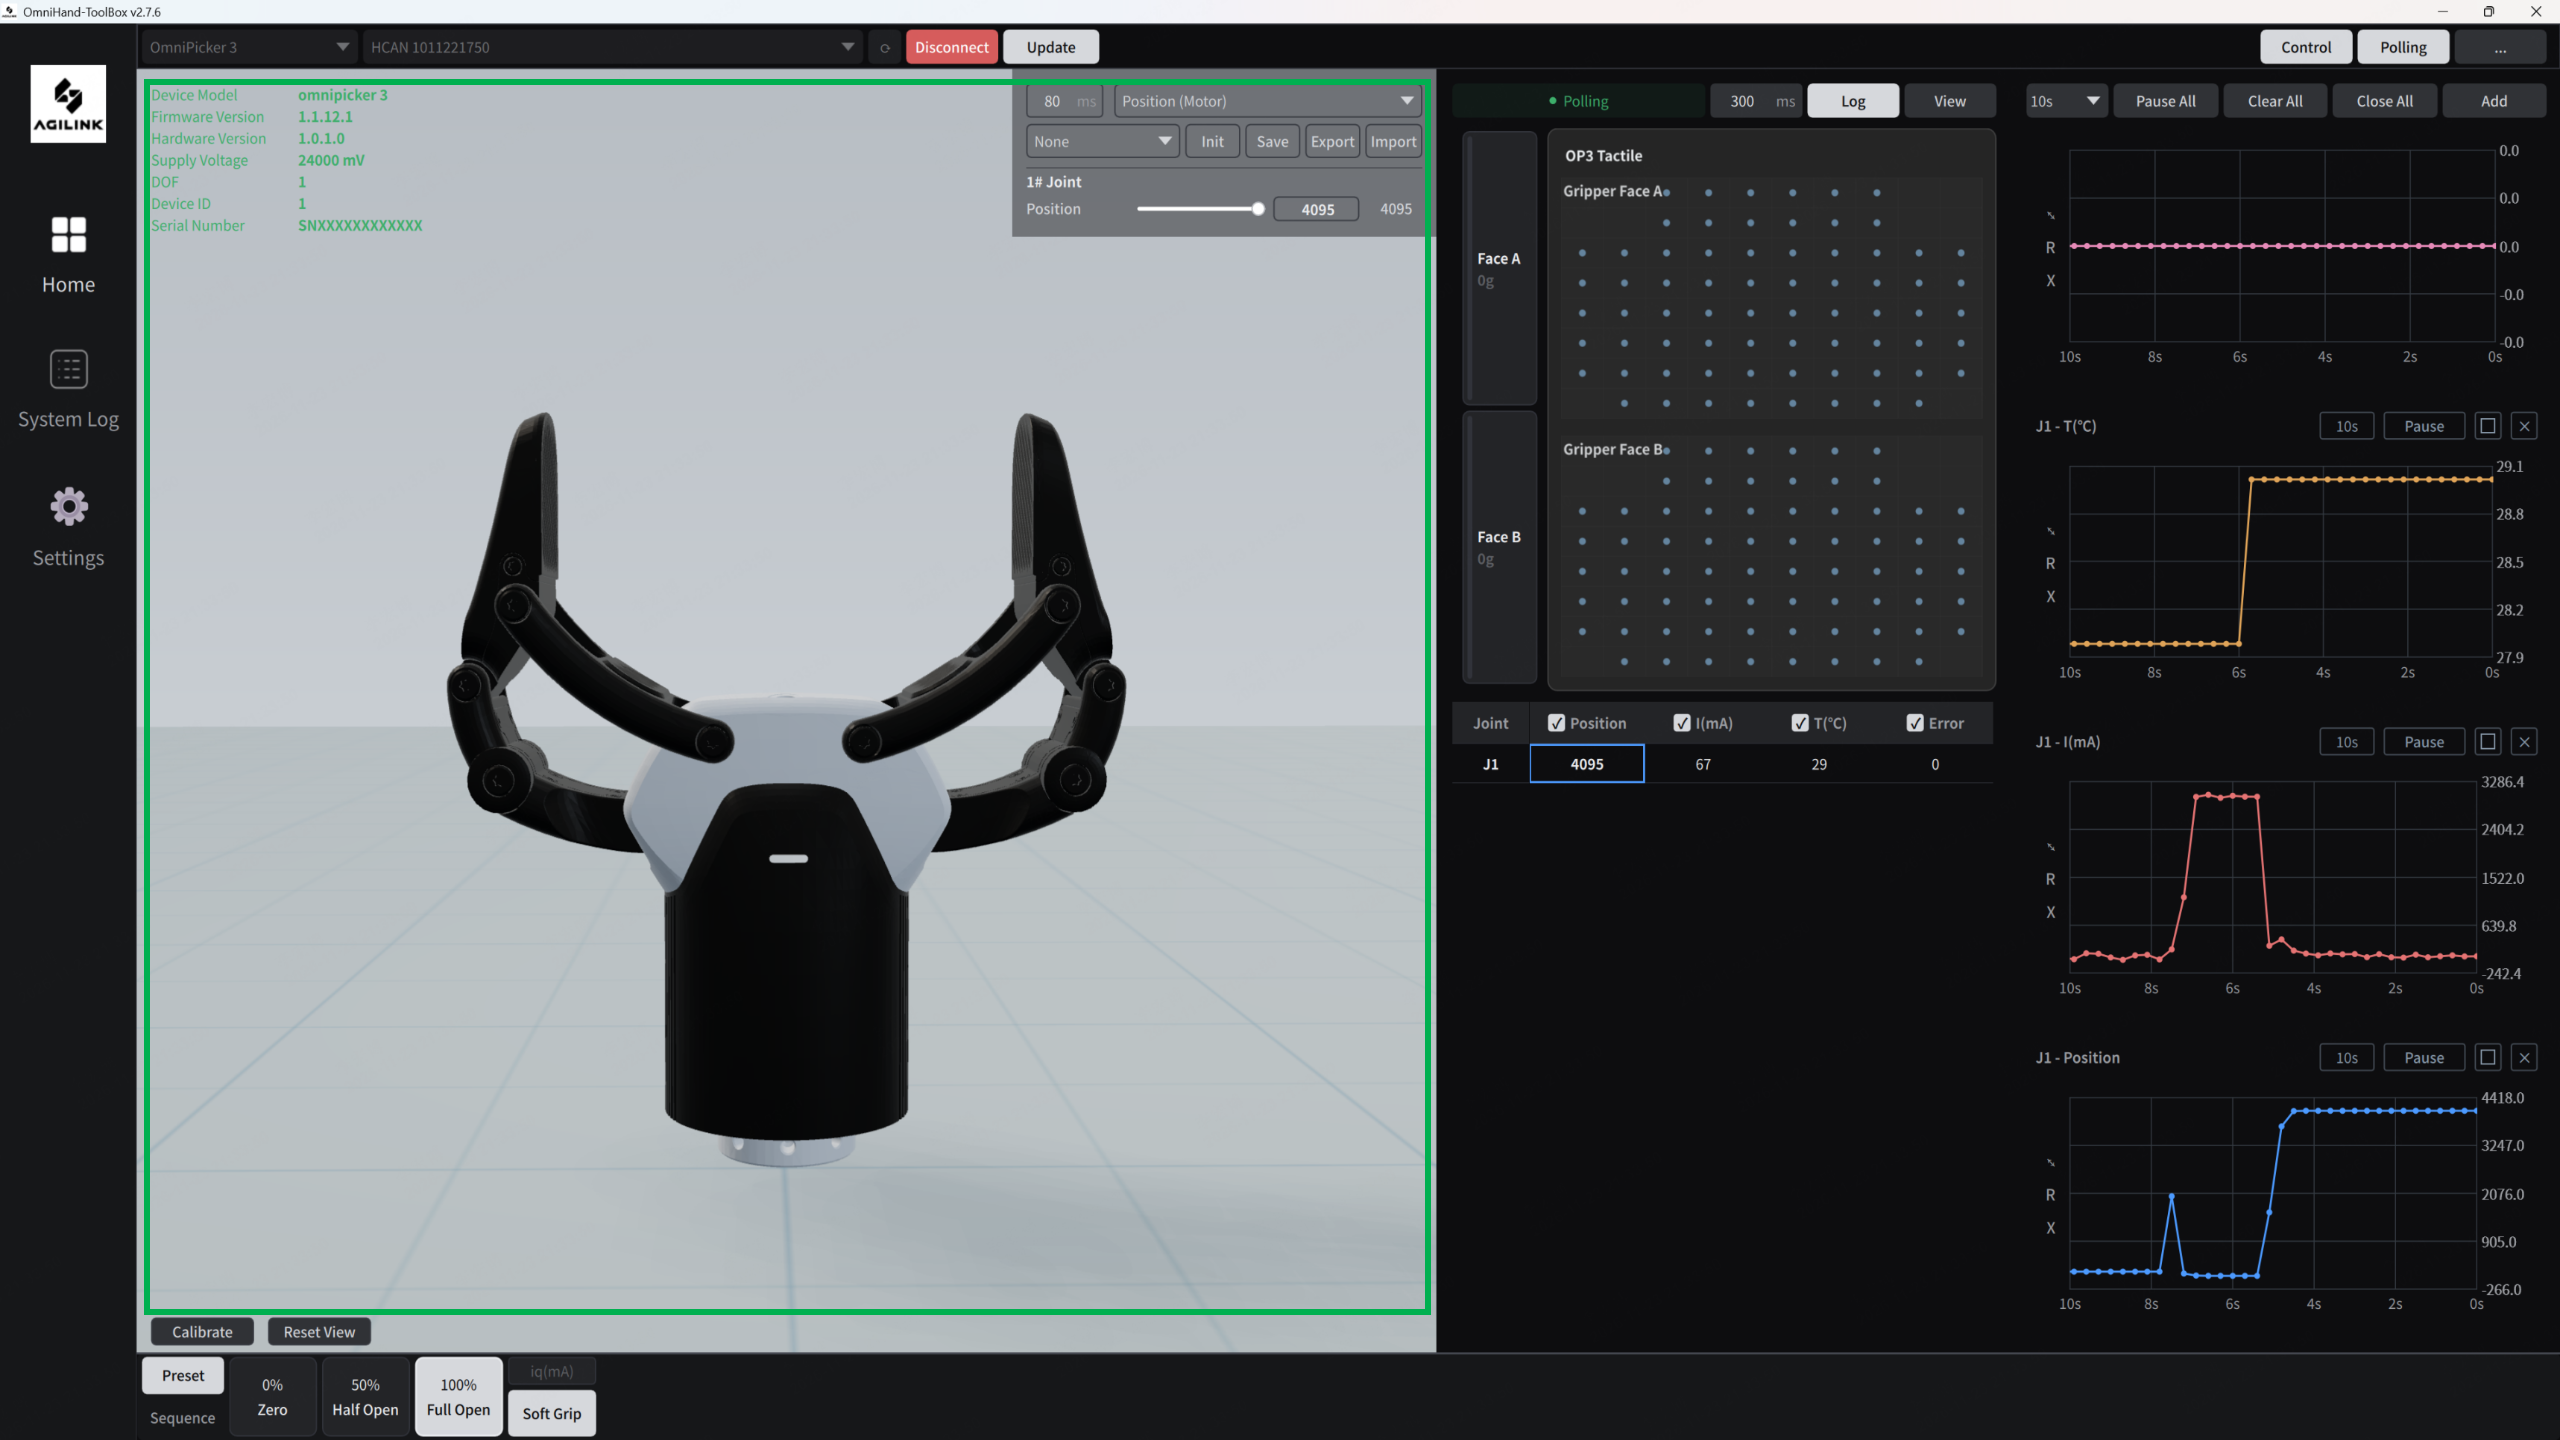 OmniHand-ToolBox v2.7.6
OmniPicker 3
HCAN 1011221750
Disconnect
Update
Control
Polling
...
AGILINK
Home
System Log
Settings
Device Model omnipicker 3
Firmware Version 1.1.12.1
Hardware Version 1.0.1.0
Supply Voltage 24000 mV
DOF 1
Device ID 1
Serial Number SNXXXXXXXXXXXX
80 ms
Position (Motor)
None
Init
Save
Export
Import
1# Joint
Position 4095 4095
Calibrate
Reset View
Preset
Sequence
0%
Zero
50%
Half Open
100%
Full Open
iq(mA)
Soft Grip
Polling
300 ms
Log
View
Face A
0g
Face B
0g
OP3 Tactile
Gripper Face A
Gripper Face B
Joint Position I(mA) T(℃) Error
J1 4095 67 29 0
10s
Pause All
Clear All
Close All
Add
0.0
0.0
R
0.0
X
-0.0
-0.0
10s 8s 6s 4s 2s 0s
J1 - T(℃)
10s
Pause
29.1
28.8
R
28.5
X
28.2
27.9
10s 8s 6s 4s 2s 0s
J1 - I(mA)
10s
Pause
3286.4
2404.2
R
1522.0
X
639.8
-242.4
10s 8s 6s 4s 2s 0s
J1 - Position
10s
Pause
4418.0
3247.0
R
2076.0
X
905.0
-266.0
10s 8s 6s 4s 2s 0s